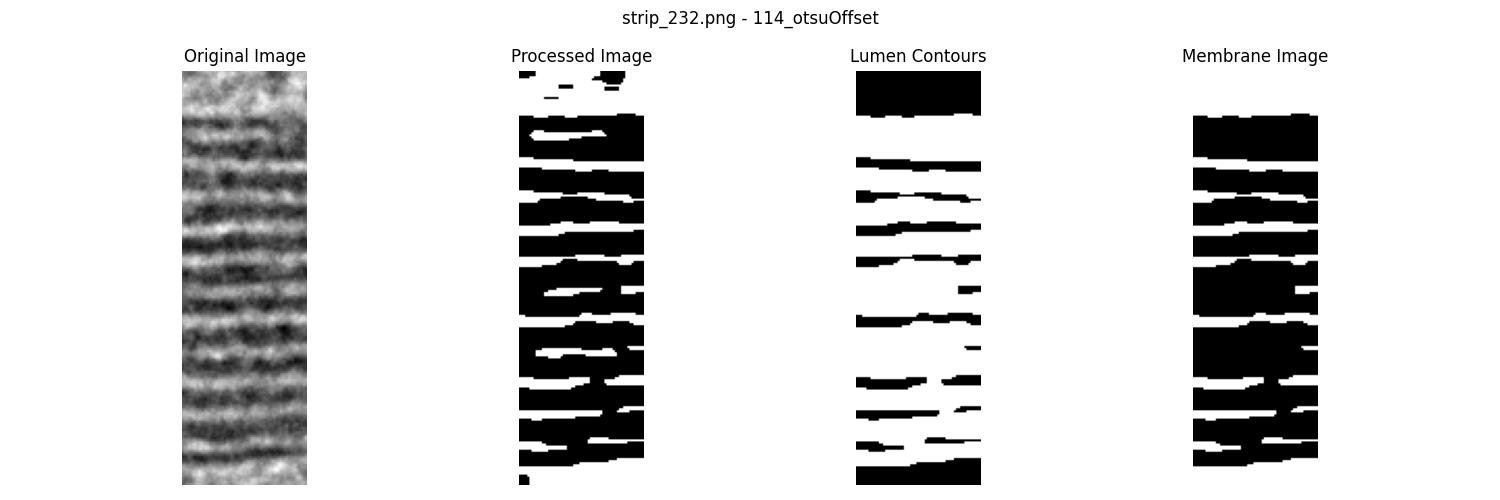 strip_232.png - 114_otsuOffset
Original Image
Processed Image
Lumen Contours
Membrane Image